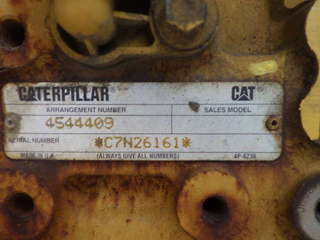 CATERPILLAR CAT
ARRANGEMENT NUMBER SALES MODEL
4544409
SERIAL NUMBER
*C7N26161*
MADE IN U.S.A. (ALWAYS GIVE ALL NUMBERS)